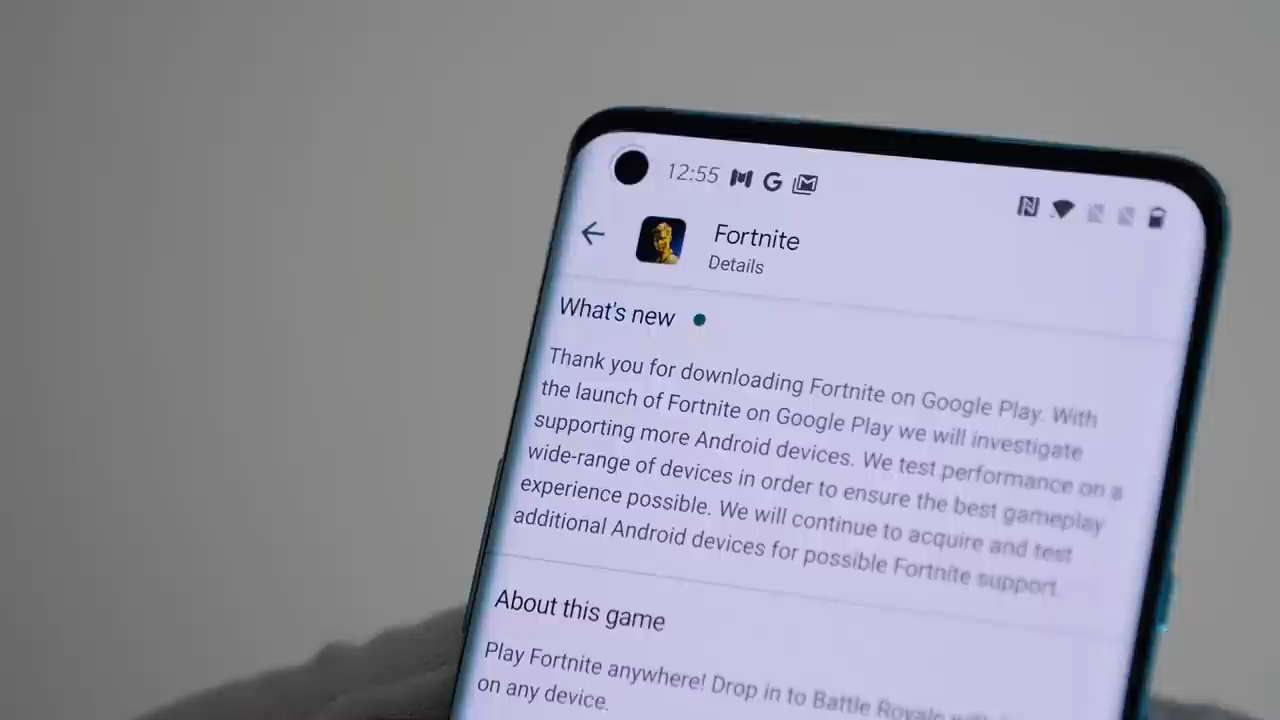 12:55
Fortnite
Details
What's new
Thank you for downloading Fortnite on Google Play. With
the launch of Fortnite on Google Play we will investigate
supporting more Android devices. We test performance on a
wide-range of devices in order to ensure the best gameplay
experience possible. We will continue to acquire and test
additional Android devices for possible Fortnite support.
About this game
Play Fortnite anywhere! Drop in to Battle Royale
on any device.